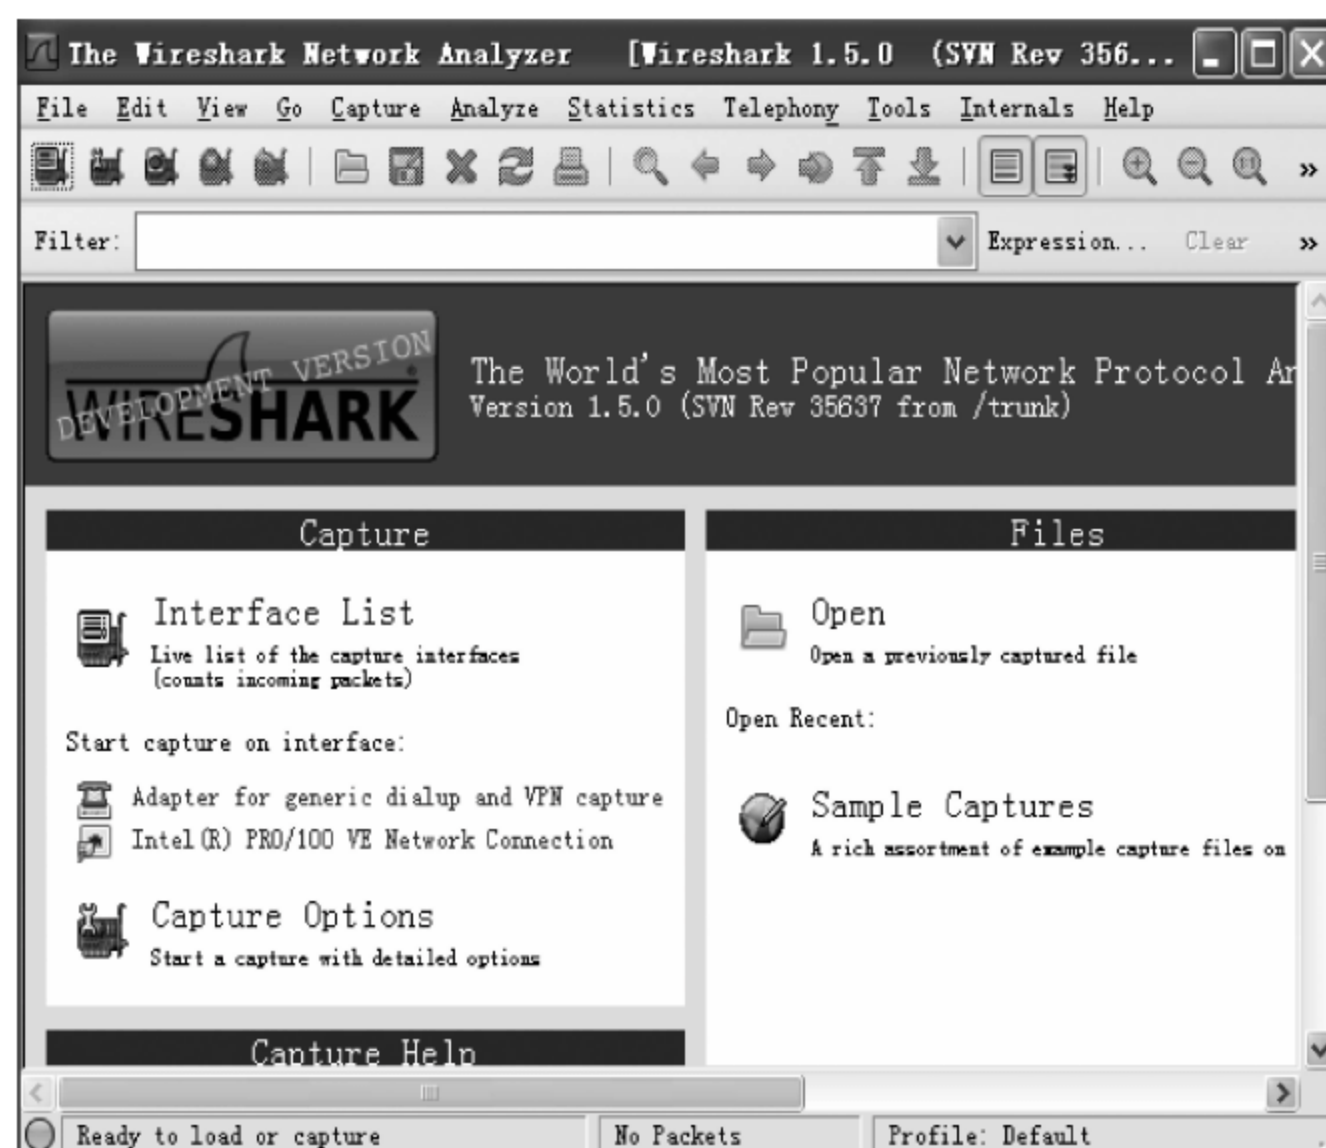 The Wireshark Network Analyzer [Wireshark 1.5.0 (SVN Rev 356...
File Edit View Go Capture Analyze Statistics Telephony Tools Internals Help
Filter: Expression... Clear
WIRESHARK
DEVELOPMENT VERSION
The World's Most Popular Network Protocol An
Version 1.5.0 (SVN Rev 35637 from /trunk)
Capture
Interface List
Live list of the capture interfaces
(counts incoming packets)
Start capture on interface:
Adapter for generic dialup and VPN capture
Intel(R) PRO/100 VE Network Connection
Capture Options
Start a capture with detailed options
Capture Help
Files
Open
Open a previously captured file
Open Recent:
Sample Captures
A rich assortment of example capture files on
Ready to load or capture No Packets Profile: Default